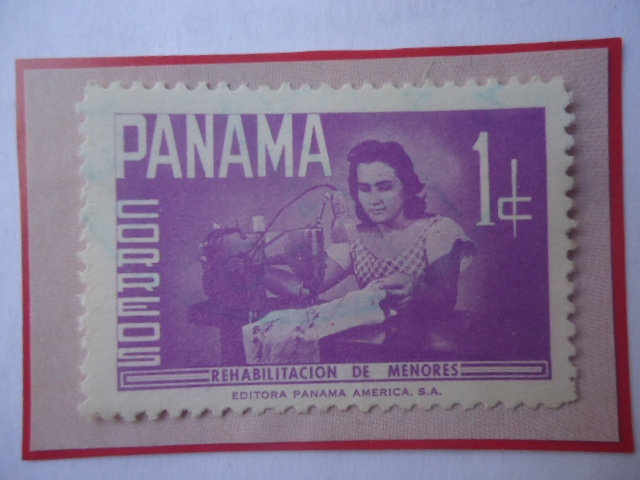 PANAMA
1¢
CORREOS
REHABILITACION DE MENORES
EDITORA PANAMA AMERICA, S.A.